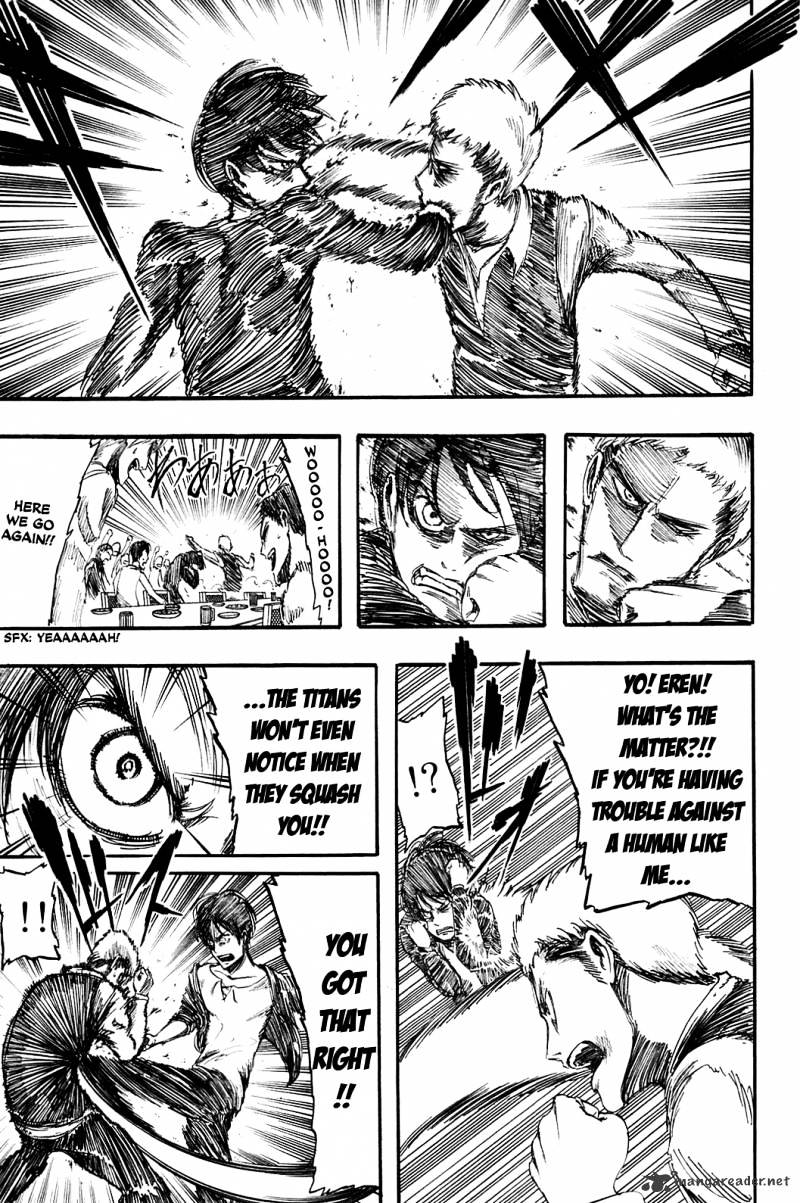 WOOOOO-HOOOO!
わああああ
HERE
WE GO
AGAIN!!
SFX: YEAAAAAAH!
YO! EREN!
WHAT'S THE
MATTER?!!
IF YOU'RE HAVING
TROUBLE AGAINST
A HUMAN LIKE
ME...
!?
...THE TITANS
WON'T EVEN
NOTICE WHEN
THEY SQUASH
YOU!!
YOU
GOT
THAT
RIGHT
!!
!!
mangareader.net